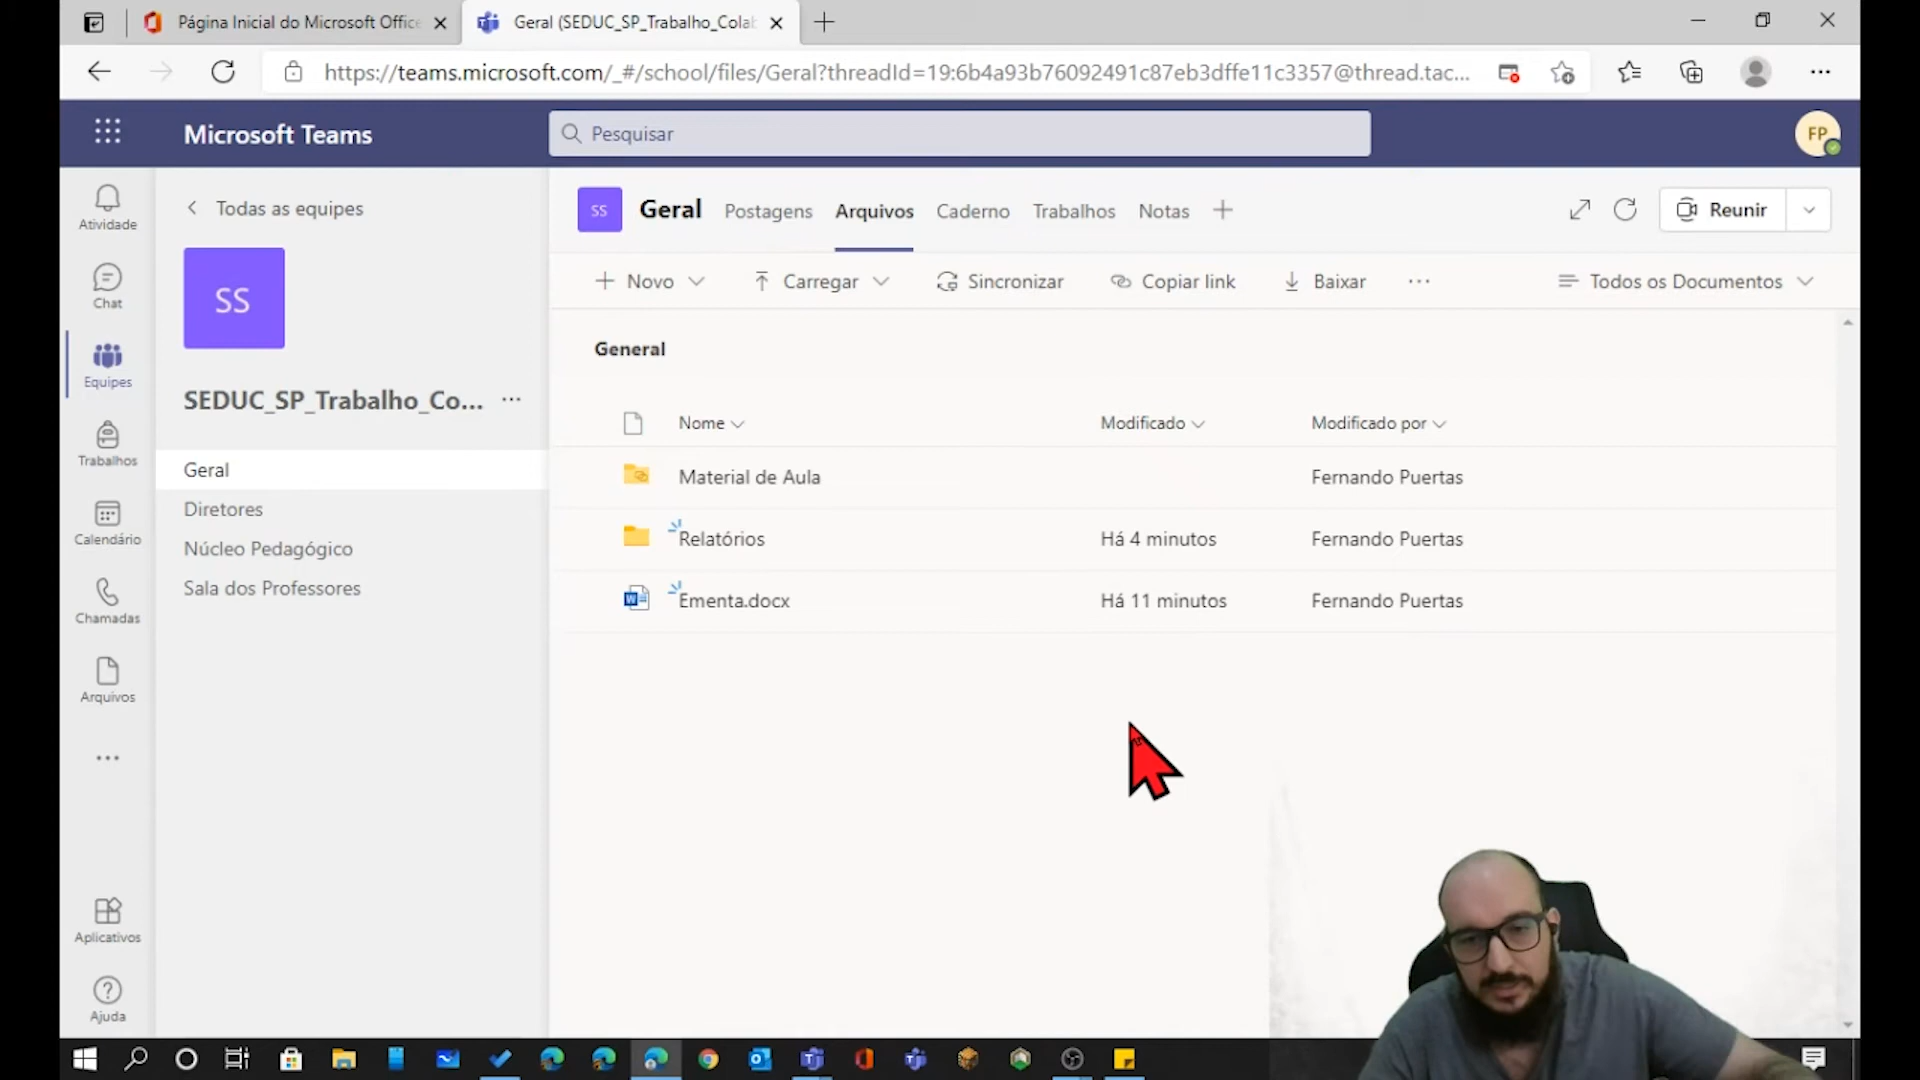 Página Inicial do Microsoft Office
Geral (SEDUC_SP_Trabalho_Colab
https://teams.microsoft.com/_#/school/files/Geral?threadId=19:6b4a93b76092491c87eb3dffe11c3357@thread.tac...
Microsoft Teams
Pesquisar
FP
Atividade
Chat
Equipes
Trabalhos
Calendário
Chamadas
Arquivos
Aplicativos
Ajuda
Todas as equipes
SS
SEDUC_SP_Trabalho_Co...
Geral
Diretores
Núcleo Pedagógico
Sala dos Professores
SS
Geral
Postagens
Arquivos
Caderno
Trabalhos
Notas
Reunir
Novo
Carregar
Sincronizar
Copiar link
Baixar
Todos os Documentos
General
Nome
Modificado
Modificado por
Material de Aula
Fernando Puertas
Relatórios
Há 4 minutos
Fernando Puertas
Ementa.docx
Há 11 minutos
Fernando Puertas